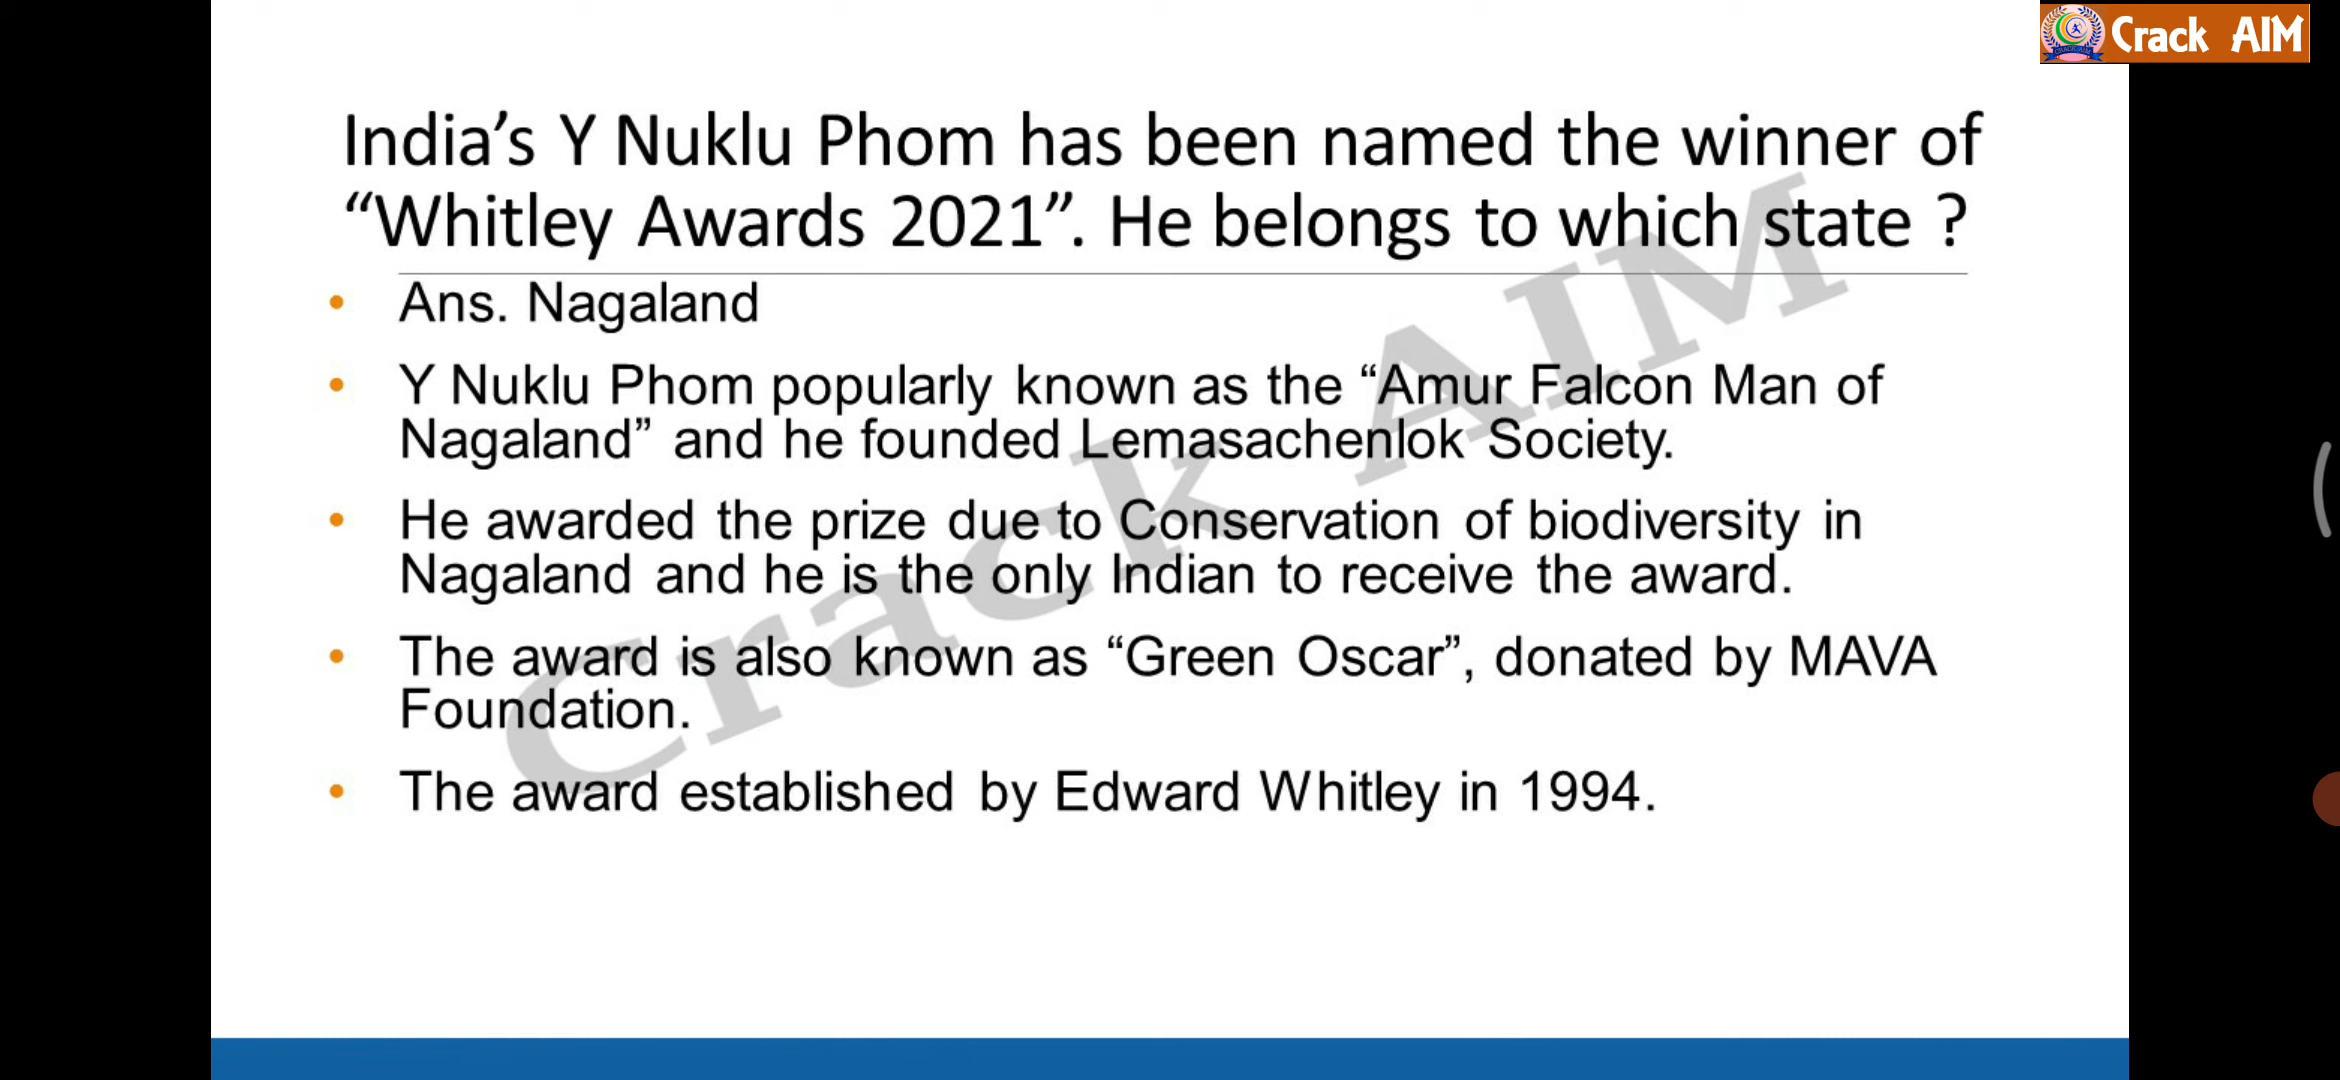 Crack AIM
India’s Y Nuklu Phom has been named the winner of
“Whitley Awards 2021”. He belongs to which state ?
• Ans. Nagaland
• Y Nuklu Phom popularly known as the “Amur Falcon Man of
Nagaland” and he founded Lemasachenlok Society.
• He awarded the prize due to Conservation of biodiversity in
Nagaland and he is the only Indian to receive the award.
• The award is also known as “Green Oscar”, donated by MAVA
Foundation.
• The award established by Edward Whitley in 1994.
Crack AIM